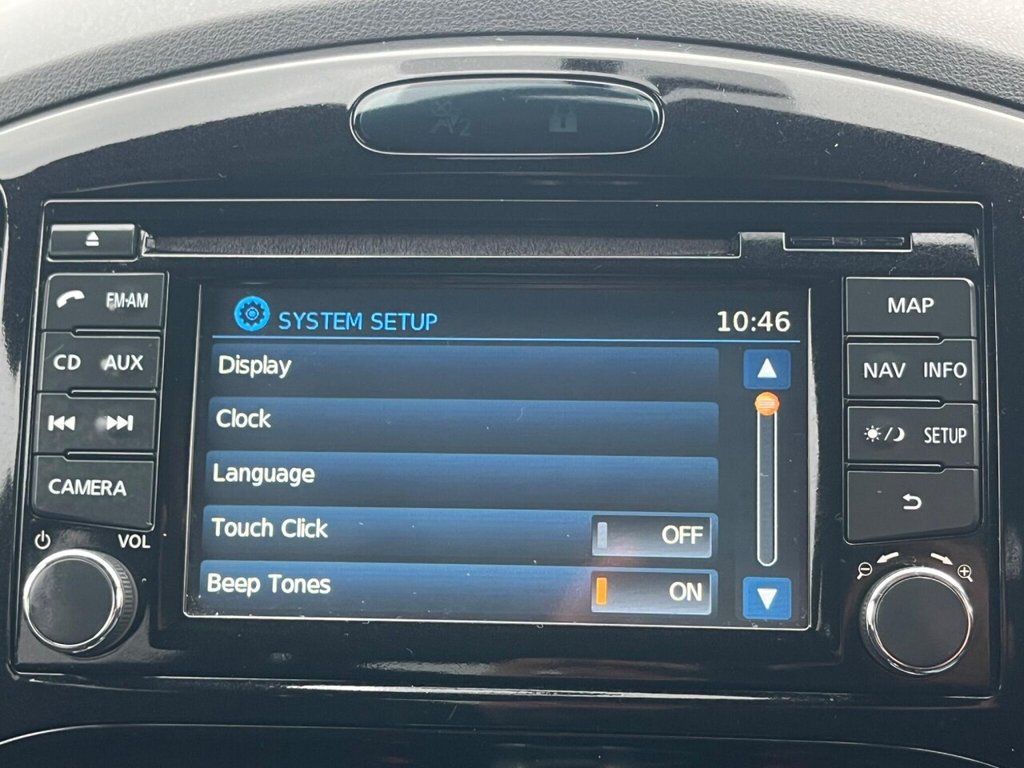 2
FM·AM
CD AUX
CAMERA
VOL
SYSTEM SETUP 10:46
Display
Clock
Language
Touch Click OFF
Beep Tones ON
MAP
NAV INFO
/ SETUP